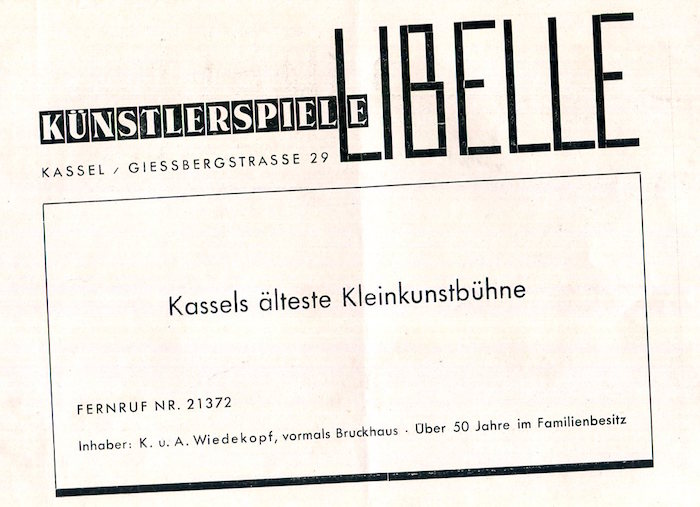 KÜNSTLERSPIELE LIBELLE
KASSEL / GIESSBERGSTRASSE 29
Kassels älteste Kleinkunstbühne
FERNRUF NR. 21372
Inhaber: K. u. A. Wiedekopf, vormals Bruckhaus · Über 50 Jahre im Familienbesitz